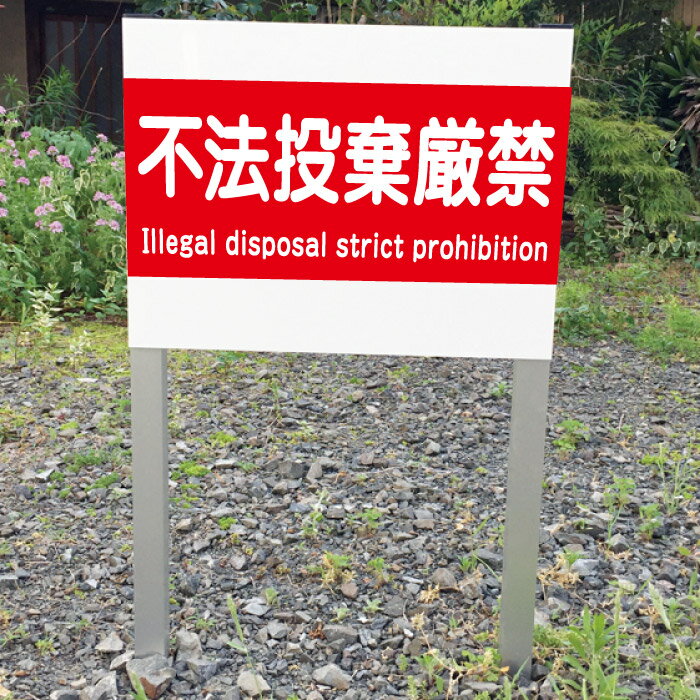 不法投棄厳禁
Illegal disposal strict prohibition